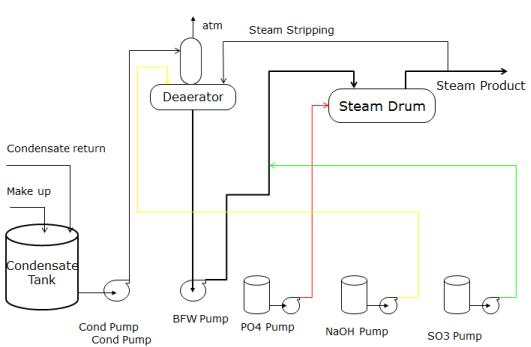 atm
Steam Stripping
Steam Product
Deaerator
Steam Drum
Condensate return
Make up
Condensate
Tank
Cond Pump
Cond Pump
BFW Pump
PO4 Pump
NaOH Pump
SO3 Pump